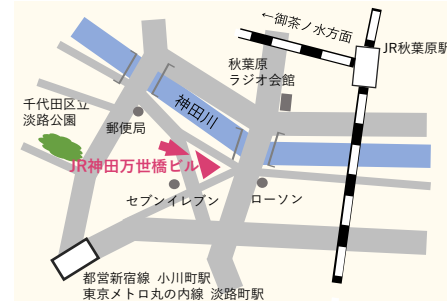 ←御茶ノ水方面
JR秋葉原駅
秋葉原
ラジオ会館
千代田区立
淡路公園
神田川
郵便局
JR神田万世橋ビル
セブンイレブン
ローソン
都営新宿線 小川町駅
東京メトロ丸の内線 淡路町駅